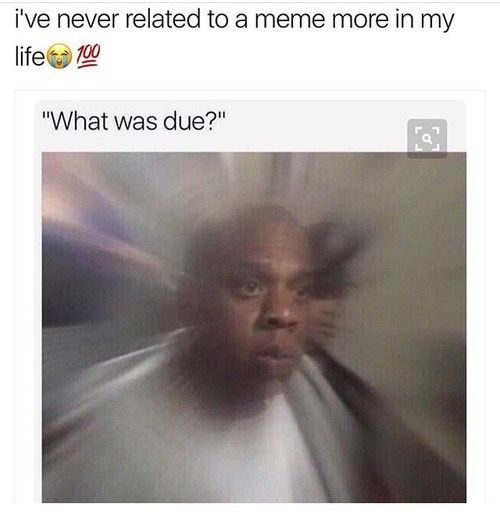 i've never related to a meme more in my
life😭 💯
"What was due?"